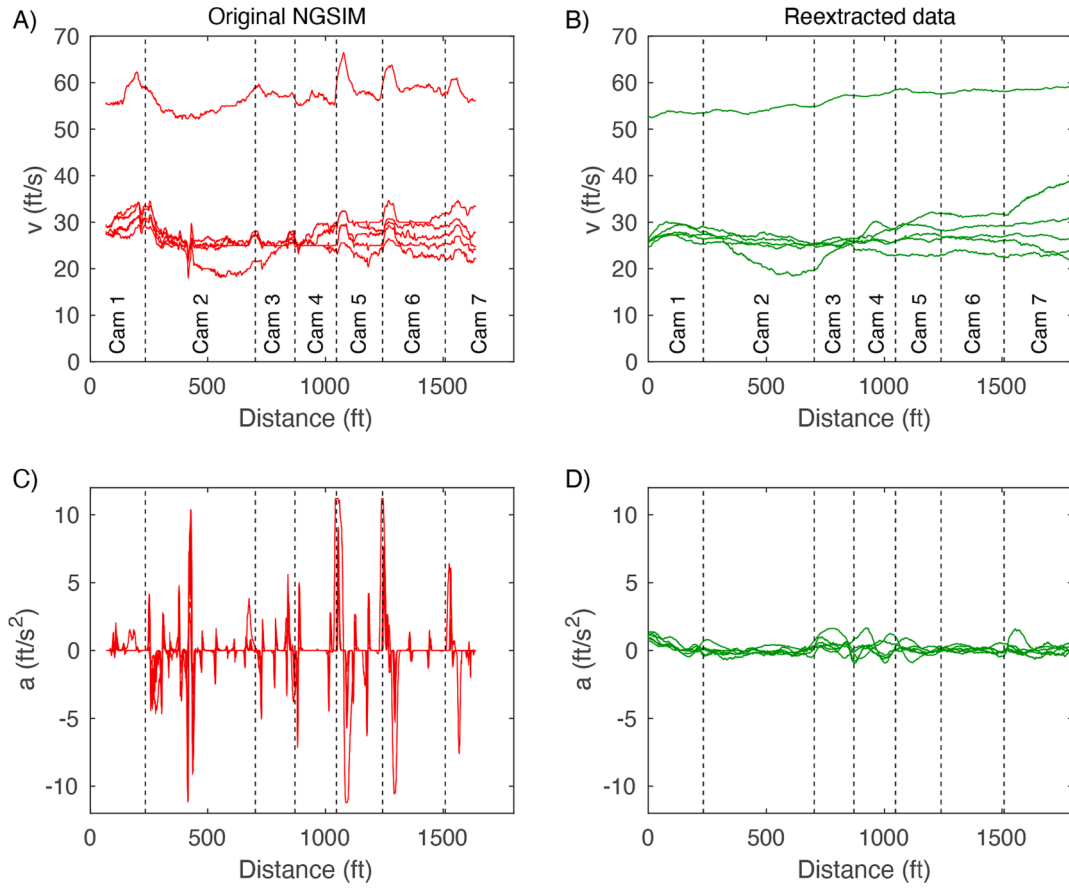 A)
Original NGSIM
70
60
50
40
30
20
10
0
v (ft/s)
Cam 1
Cam 2
Cam 3
Cam 4
Cam 5
Cam 6
Cam 7
0
500
1000
1500
Distance (ft)
B)
Reextracted data
70
60
50
40
30
20
10
0
v (ft/s)
Cam 1
Cam 2
Cam 3
Cam 4
Cam 5
Cam 6
Cam 7
0
500
1000
1500
Distance (ft)
C)
10
5
0
-5
-10
a (ft/s²)
0
500
1000
1500
Distance (ft)
D)
10
5
0
-5
-10
a (ft/s²)
0
500
1000
1500
Distance (ft)